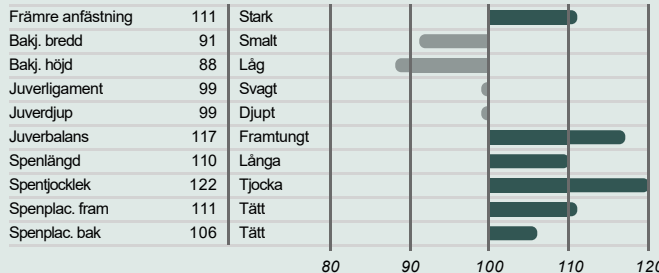 Främre anfästning 111 Stark
Bakj. bredd 91 Smalt
Bakj. höjd 88 Låg
Juverligament 99 Svagt
Juverdjup 99 Djupt
Juverbalans 117 Framtungt
Spenlängd 110 Långa
Spentjocklek 122 Tjocka
Spenplac. fram 111 Tätt
Spenplac. bak 106 Tätt
80 90 100 110 120